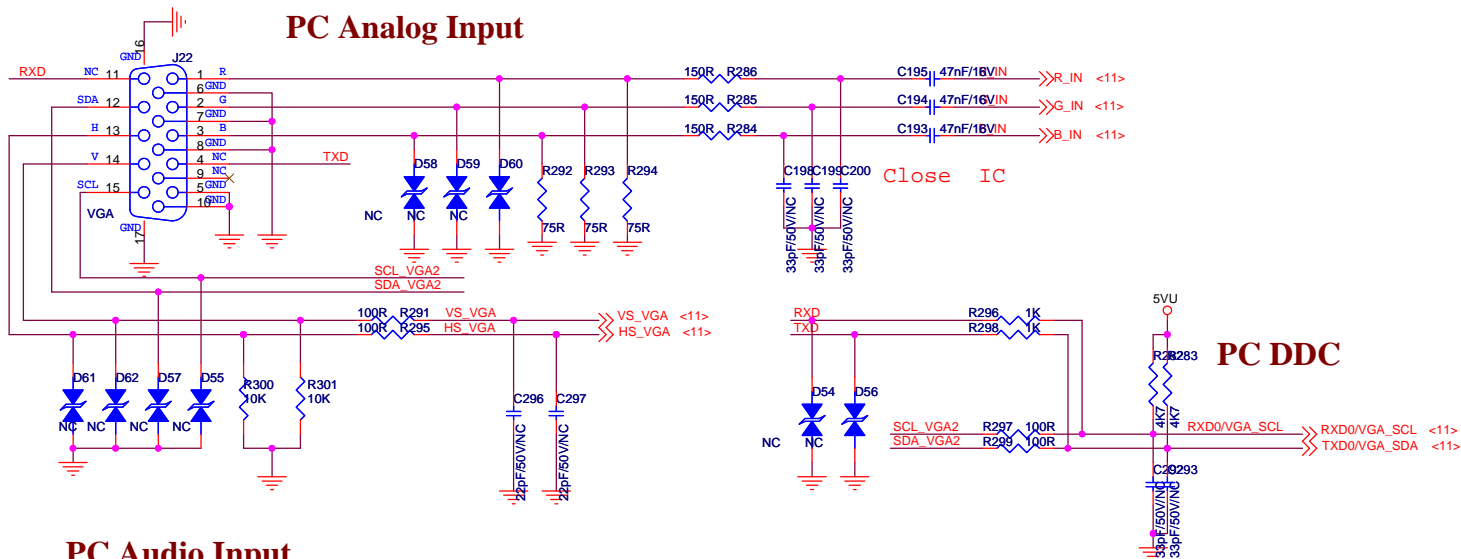 PC Analog Input
16
GND
J22
RXD NC 11 1 R 150R R286 C195 47nF/16V R_IN <11>
6 GND
SDA 12 2 G 150R R285 C194 47nF/16V G_IN <11>
7 GND
H 13 3 B 150R R284 C193 47nF/16V B_IN <11>
8 GND
V 14 4 NC TXD
9 NC
SCL 15 5 GND
10 GND
VGA
GND
17
D58 D59 D60 R292 R293 R294
NC NC 75R 75R 75R
C198 C199 C200
33pF/50V/NC 33pF/50V/NC 33pF/50V/NC
Close IC
SCL_VGA2
SDA_VGA2
100R R291 VS_VGA VS_VGA <11>
100R R295 HS_VGA HS_VGA <11>
D61 D62 D57 D55 R300 R301
10K 10K
NC NC NC NC
C296 C297
22pF/50V/NC 22pF/50V/NC
5VU
RXD R296 1K
TXD R298 1K
PC DDC
R282 R283
4K7 4K7
D54 D56
NC NC
SCL_VGA2 R297 100R RXD0/VGA_SCL RXD0/VGA_SCL <11>
SDA_VGA2 R299 100R TXD0/VGA_SDA <11>
C292 C293
33pF/50V/NC 33pF/50V/NC
PC Audio Input